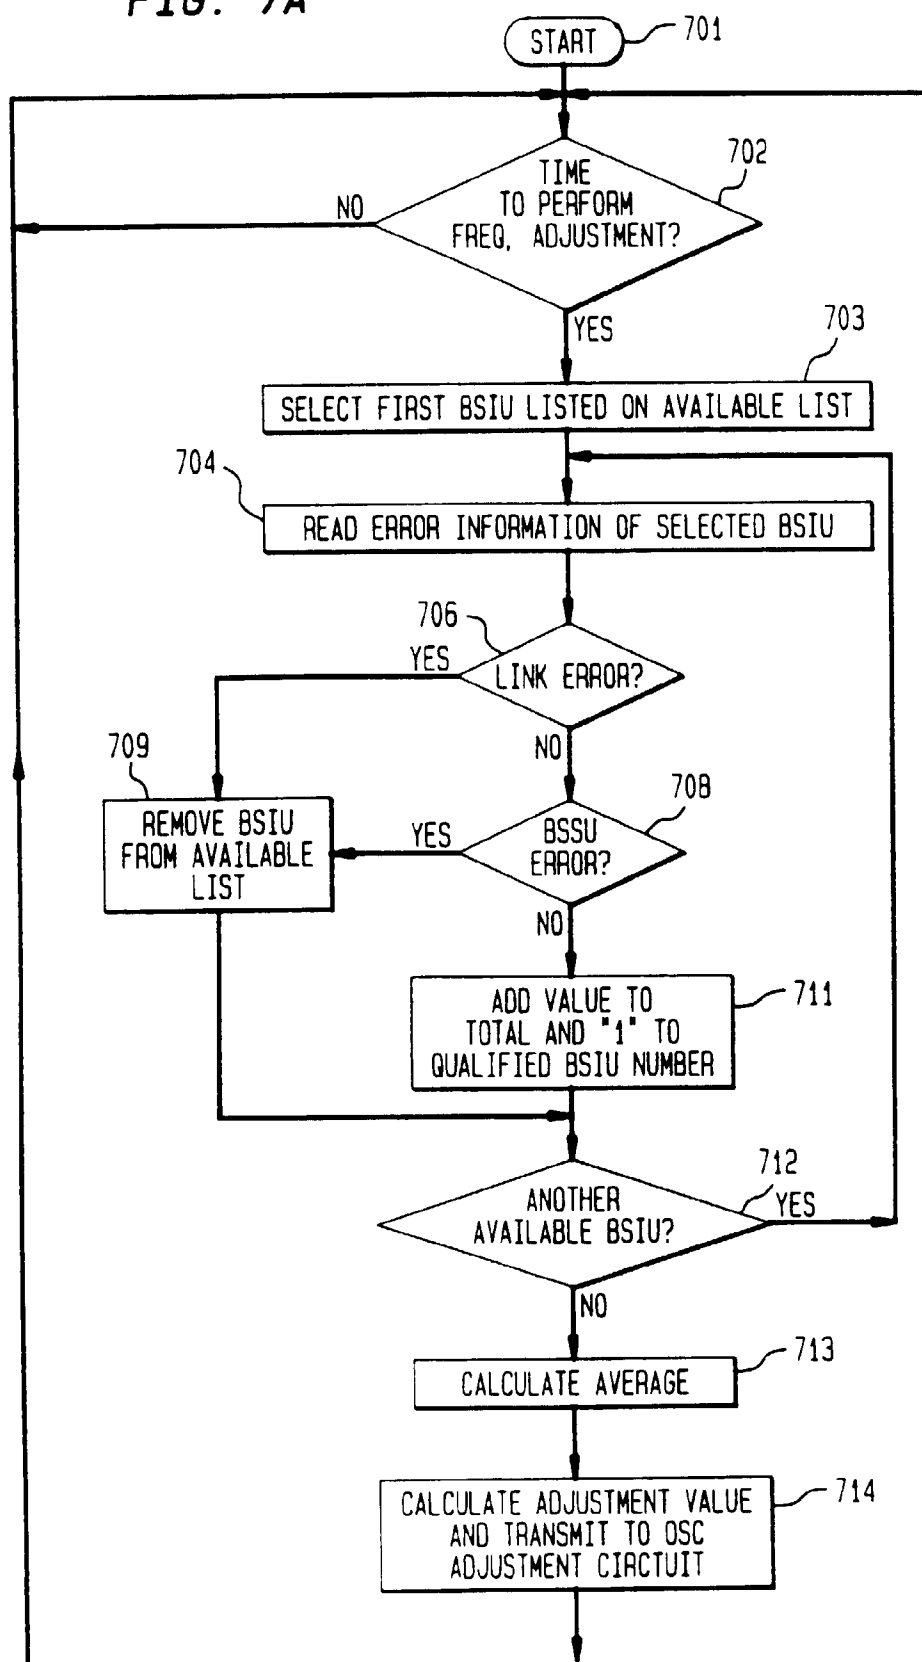 FIG. 7A
START
701
TIME
TO PERFORM
FREQ. ADJUSTMENT?
702
NO
YES
703
SELECT FIRST BSIU LISTED ON AVAILABLE LIST
704
READ ERROR INFORMATION OF SELECTED BSIU
706
YES
LINK ERROR?
NO
709
REMOVE BSIU
FROM AVAILABLE
LIST
708
YES
BSSU
ERROR?
NO
711
ADD VALUE TO
TOTAL AND "1" TO
QUALIFIED BSIU NUMBER
712
ANOTHER
AVAILABLE BSIU?
YES
NO
713
CALCULATE AVERAGE
714
CALCULATE ADJUSTMENT VALUE
AND TRANSMIT TO OSC
ADJUSTMENT CIRCTUIT